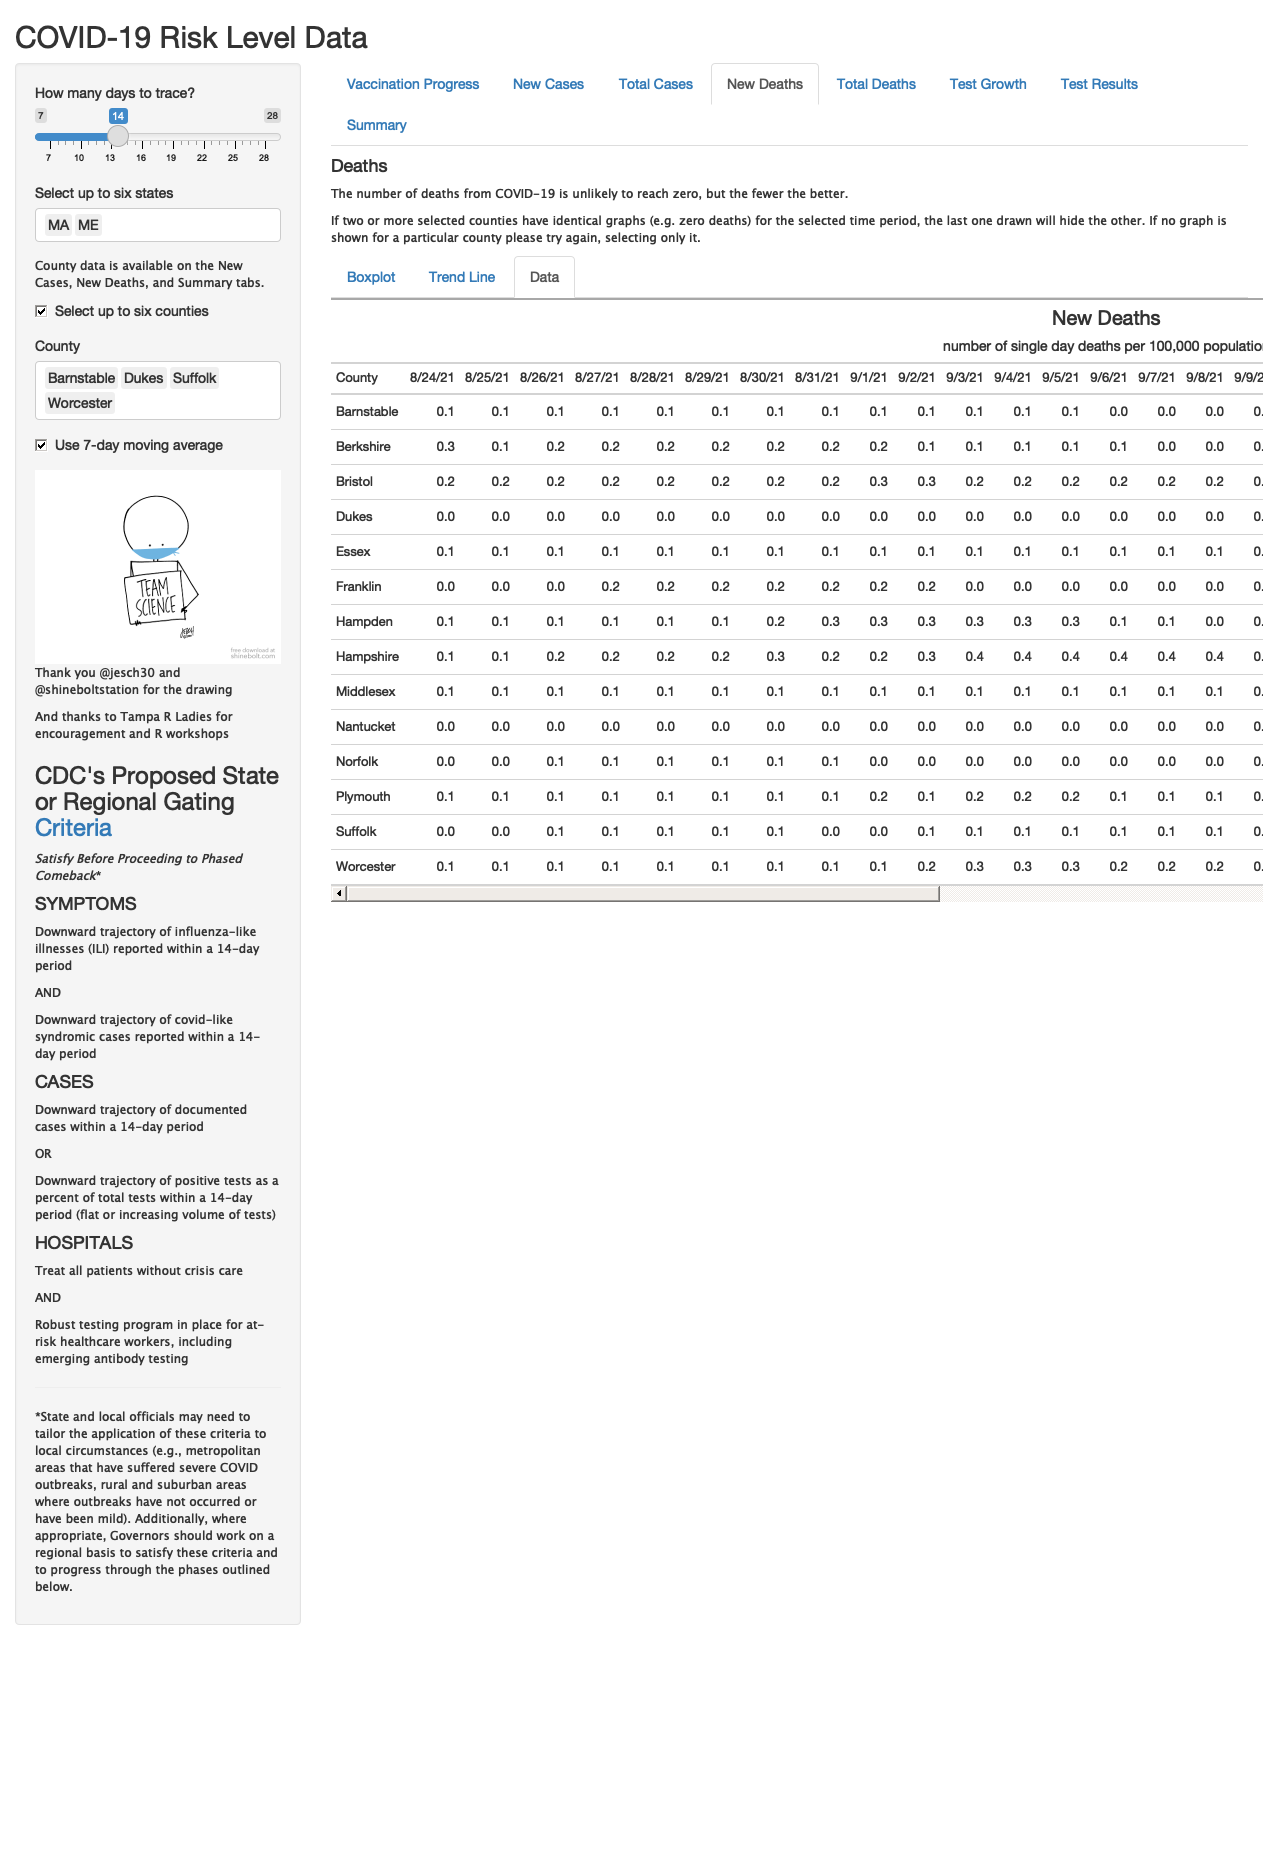 COVID-19 Risk Level Data
How many days to trace?
7 14 28
7 10 13 16 19 22 25 28
Select up to six states
MA ME
County data is available on the New
Cases, New Deaths, and Summary tabs.
Select up to six counties
County
Barnstable Dukes Suffolk
Worcester
Use 7-day moving average
TEAM
SCIENCE
free download at
shinebolt.com
Thank you @jesch30 and
@shineboltstation for the drawing
And thanks to Tampa R Ladies for
encouragement and R workshops
CDC's Proposed State
or Regional Gating
Criteria
Satisfy Before Proceeding to Phased
Comeback*
SYMPTOMS
Downward trajectory of influenza-like
illnesses (ILI) reported within a 14-day
period
AND
Downward trajectory of covid-like
syndromic cases reported within a 14-
day period
CASES
Downward trajectory of documented
cases within a 14-day period
OR
Downward trajectory of positive tests as a
percent of total tests within a 14-day
period (flat or increasing volume of tests)
HOSPITALS
Treat all patients without crisis care
AND
Robust testing program in place for at-
risk healthcare workers, including
emerging antibody testing
*State and local officials may need to
tailor the application of these criteria to
local circumstances (e.g., metropolitan
areas that have suffered severe COVID
outbreaks, rural and suburban areas
where outbreaks have not occurred or
have been mild). Additionally, where
appropriate, Governors should work on a
regional basis to satisfy these criteria and
to progress through the phases outlined
below.
Vaccination Progress New Cases Total Cases New Deaths Total Deaths Test Growth Test Results
Summary
Deaths
The number of deaths from COVID-19 is unlikely to reach zero, but the fewer the better.
If two or more selected counties have identical graphs (e.g. zero deaths) for the selected time period, the last one drawn will hide the other. If no graph is
shown for a particular county please try again, selecting only it.
Boxplot Trend Line Data
New Deaths
number of single day deaths per 100,000 populatio
County 8/24/21 8/25/21 8/26/21 8/27/21 8/28/21 8/29/21 8/30/21 8/31/21 9/1/21 9/2/21 9/3/21 9/4/21 9/5/21 9/6/21 9/7/21 9/8/21 9/9/2
Barnstable 0.1 0.1 0.1 0.1 0.1 0.1 0.1 0.1 0.1 0.1 0.1 0.1 0.1 0.0 0.0 0.0 0.
Berkshire 0.3 0.1 0.2 0.2 0.2 0.2 0.2 0.2 0.2 0.1 0.1 0.1 0.1 0.1 0.0 0.0 0.
Bristol 0.2 0.2 0.2 0.2 0.2 0.2 0.2 0.2 0.3 0.3 0.2 0.2 0.2 0.2 0.2 0.2 0.
Dukes 0.0 0.0 0.0 0.0 0.0 0.0 0.0 0.0 0.0 0.0 0.0 0.0 0.0 0.0 0.0 0.0 0.
Essex 0.1 0.1 0.1 0.1 0.1 0.1 0.1 0.1 0.1 0.1 0.1 0.1 0.1 0.1 0.1 0.1 0.
Franklin 0.0 0.0 0.0 0.2 0.2 0.2 0.2 0.2 0.2 0.2 0.0 0.0 0.0 0.0 0.0 0.0 0.
Hampden 0.1 0.1 0.1 0.1 0.1 0.1 0.2 0.3 0.3 0.3 0.3 0.3 0.3 0.1 0.1 0.0 0.
Hampshire 0.1 0.1 0.2 0.2 0.2 0.2 0.3 0.2 0.2 0.3 0.4 0.4 0.4 0.4 0.4 0.4 0.
Middlesex 0.1 0.1 0.1 0.1 0.1 0.1 0.1 0.1 0.1 0.1 0.1 0.1 0.1 0.1 0.1 0.1 0.
Nantucket 0.0 0.0 0.0 0.0 0.0 0.0 0.0 0.0 0.0 0.0 0.0 0.0 0.0 0.0 0.0 0.0 0.
Norfolk 0.0 0.0 0.1 0.1 0.1 0.1 0.1 0.1 0.0 0.0 0.0 0.0 0.0 0.0 0.0 0.0 0.
Plymouth 0.1 0.1 0.1 0.1 0.1 0.1 0.1 0.1 0.2 0.1 0.2 0.2 0.2 0.1 0.1 0.1 0.
Suffolk 0.0 0.0 0.1 0.1 0.1 0.1 0.1 0.0 0.0 0.1 0.1 0.1 0.1 0.1 0.1 0.1 0.
Worcester 0.1 0.1 0.1 0.1 0.1 0.1 0.1 0.1 0.1 0.2 0.3 0.3 0.3 0.2 0.2 0.2 0.